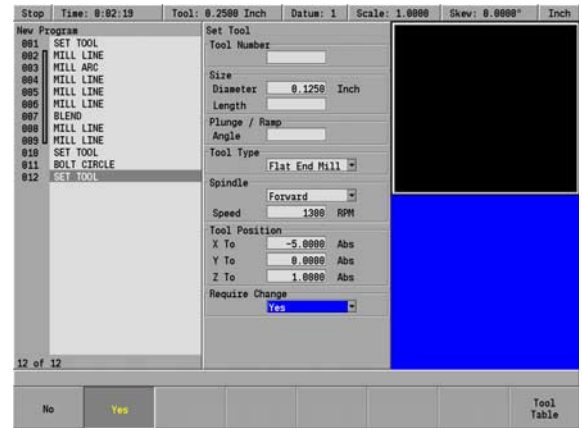 Stop Time: 0:02:19 Tool: 0.2500 Inch Datum: 1 Scale: 1.0000 Skew: 0.0000° Inch
New Program
001 SET TOOL
002 MILL LINE
003 MILL ARC
004 MILL LINE
005 MILL LINE
006 MILL LINE
007 BLEND
008 MILL LINE
009 MILL LINE
010 SET TOOL
011 BOLT CIRCLE
012 SET TOOL
12 of 12
Set Tool
Tool Number
Size
Diameter 0.1250 Inch
Length
Plunge / Ramp
Angle
Tool Type
Flat End Mill
Spindle
Forward
Speed 1300 RPM
Tool Position
X To -5.0000 Abs
Y To 0.0000 Abs
Z To 1.0000 Abs
Require Change
Yes
No Yes Tool
Table